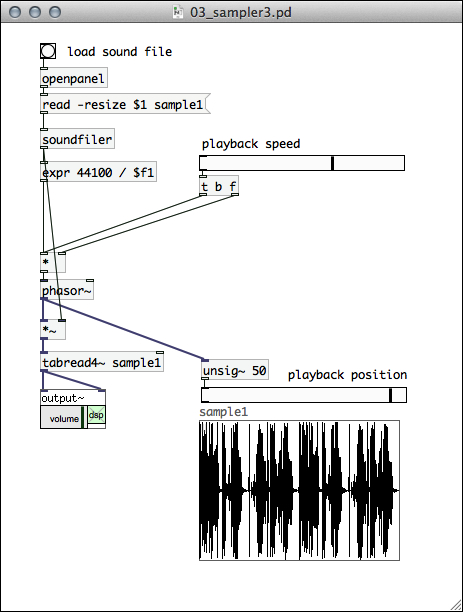 03_sampler3.pd
load sound file
openpanel
read -resize $1 sample1
soundfiler
playback speed
expr 44100 / $f1
t b f
*
phasor~
*~
tabread4~ sample1
unsig~ 50
playback position
output~
volume
dsp
sample1